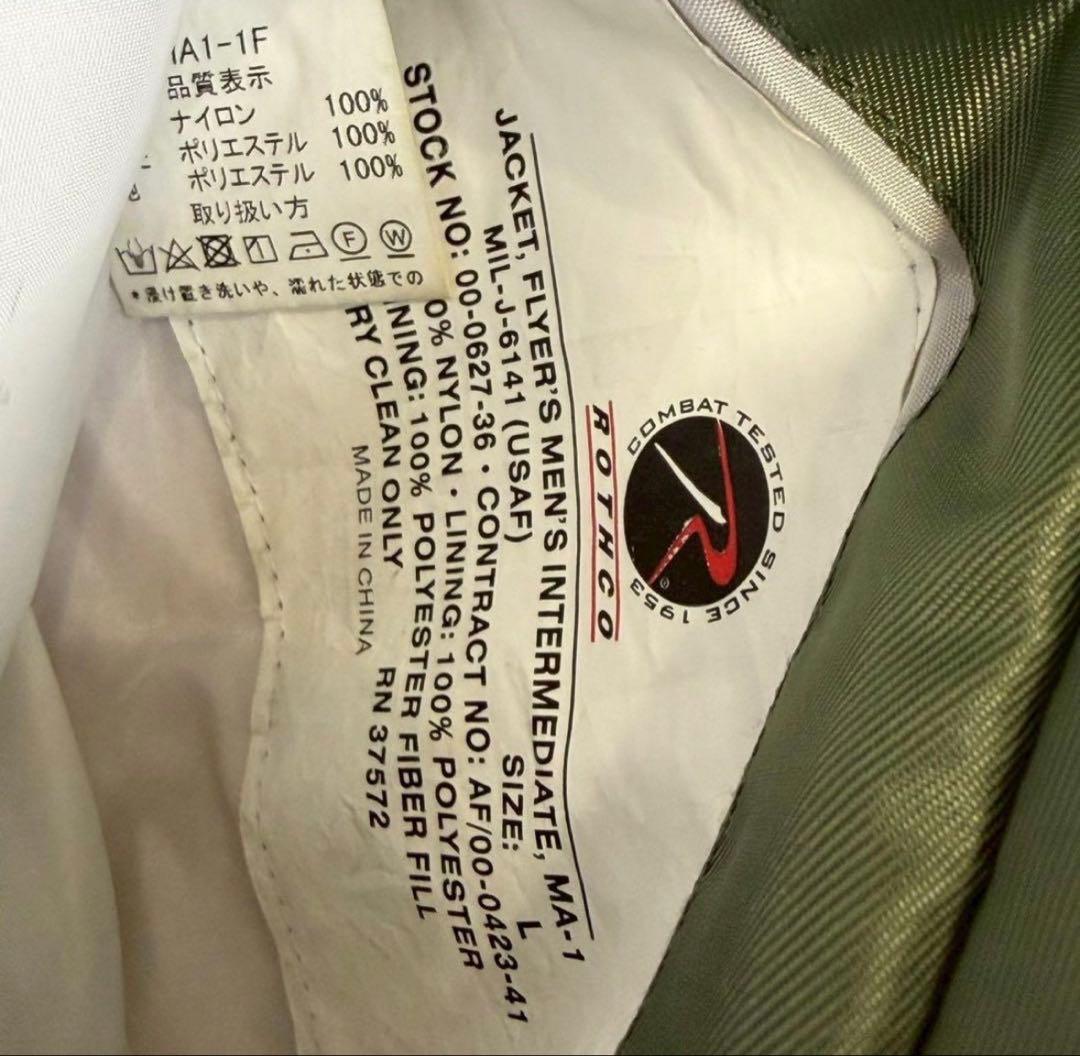 A1-1F
品質表示
ナイロン 100%
ポリエステル 100%
ポリエステル 100%
取り扱い方
F W
*浸け置き洗いや、濡れた状態での
COMBAT TESTED SINCE 1953
R
ROTHCO
JACKET, FLYER'S MEN'S INTERMEDIATE, MA-1
MIL-J-6141 (USAF) SIZE: L
STOCK NO: 00-0627-36 · CONTRACT NO: AF/00-0423-41
0% NYLON · LINING: 100% POLYESTER
NING: 100% POLYESTER FIBER FILL
RY CLEAN ONLY RN 37572
MADE IN CHINA